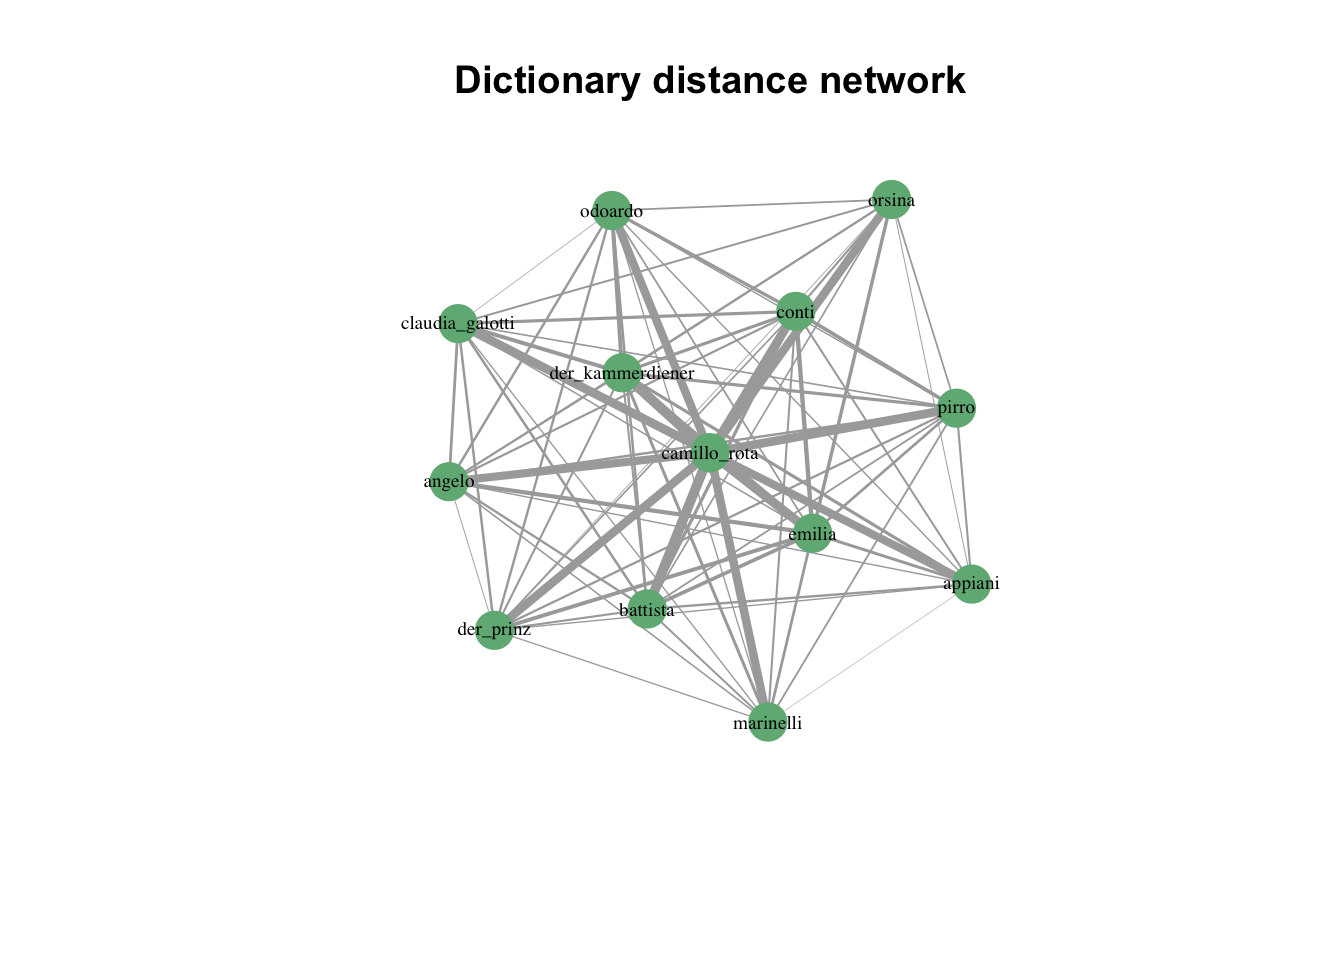 Dictionary distance network
orsina
odoardo
conti
claudia_galotti
der_kammerdiener
pirro
camillo_rota
angelo
emilia
appiani
battista
der_prinz
marinelli